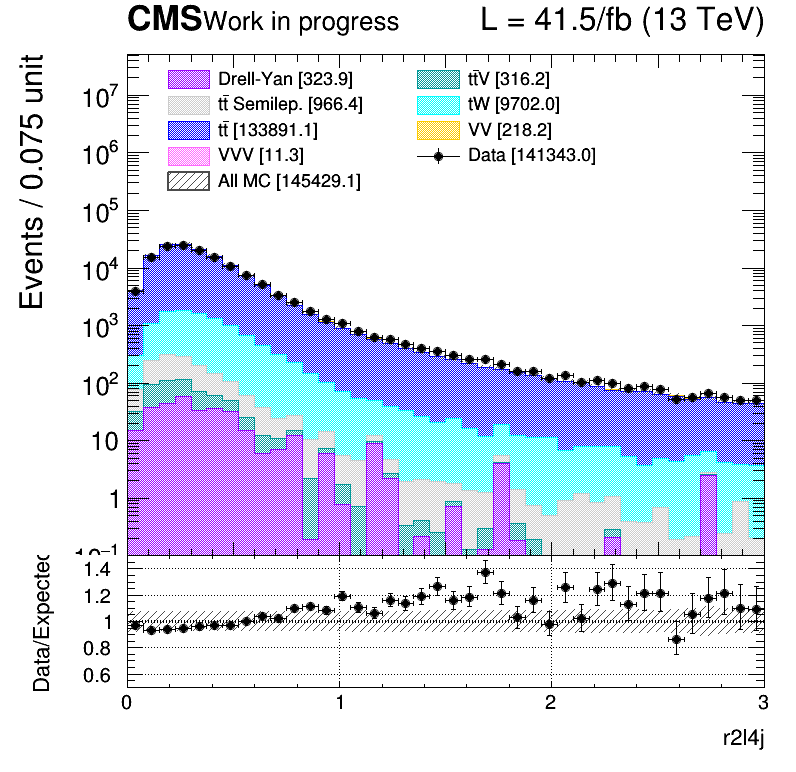 CMS Work in progress L = 41.5/fb (13 TeV)
Events / 0.075 unit
Drell-Yan [323.9]
tt̄ Semilep. [966.4]
tt̄ [133891.1]
VVV [11.3]
All MC [145429.1]
tt̄V [316.2]
tW [9702.0]
VV [218.2]
Data [141343.0]
10⁷
10⁶
10⁵
10⁴
10³
10²
10
1
10⁻¹
Data/Expected
1.4
1.2
1
0.8
0.6
0 1 2 3
r2l4j